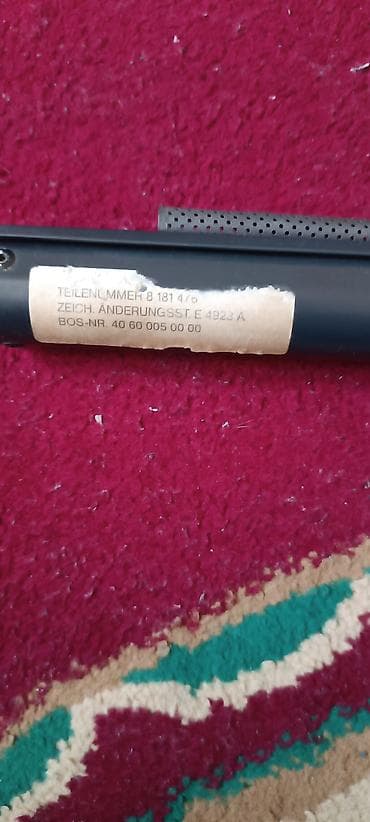 TEILENUMMER 8 181 476
ZEICH. ÄNDERUNGSST E 4923 A
BOS-NR. 40 60 005 00 00